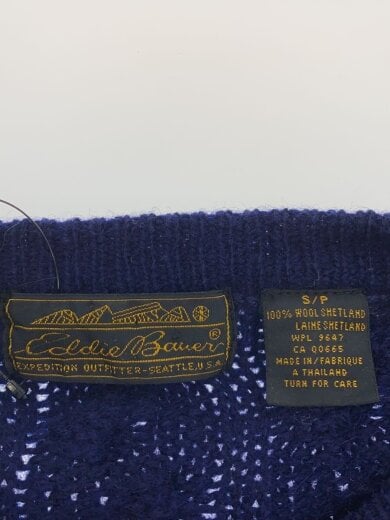 Eddie Bauer
EXPEDITION OUTFITTER-SEATTLE,U.S.A.
S/P
100% WOOL SHETLAND
LAINE SHETLAND
WPL 9647
CA 00665
MADE IN/FABRIQUE
A THAILAND
TURN FOR CARE